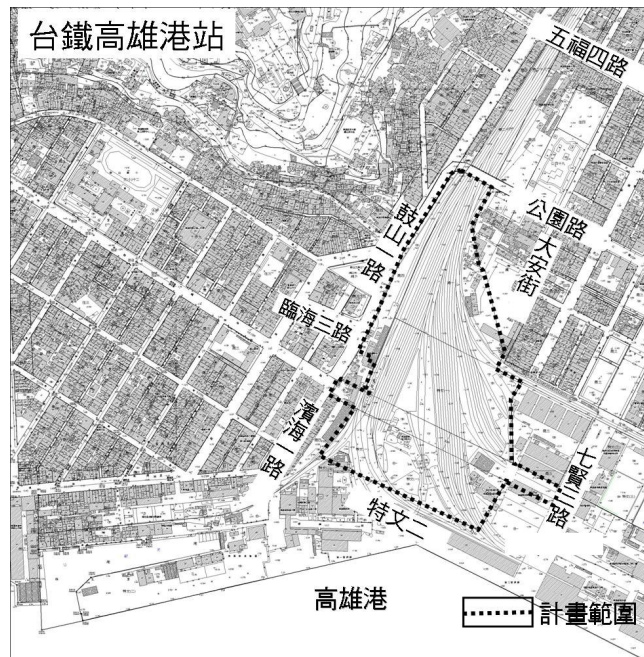 台鐵高雄港站
五福四路
公園路
大安街
鼓山一路
臨海三路
濱海一路
七賢三路
特文二
高雄港
計畫範圍